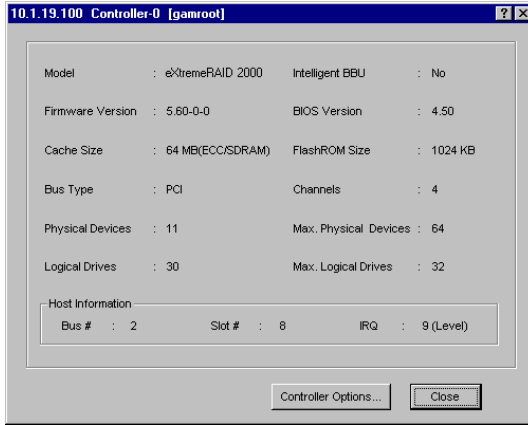 10.1.19.100 Controller-0 [gamroot]
Model : eXtremeRAID 2000 Intelligent BBU : No
Firmware Version : 5.60-0-0 BIOS Version : 4.50
Cache Size : 64 MB(ECC/SDRAM) FlashROM Size : 1024 KB
Bus Type : PCI Channels : 4
Physical Devices : 11 Max. Physical Devices : 64
Logical Drives : 30 Max. Logical Drives : 32
Host Information
Bus # : 2 Slot # : 8 IRQ : 9 (Level)
Controller Options... Close